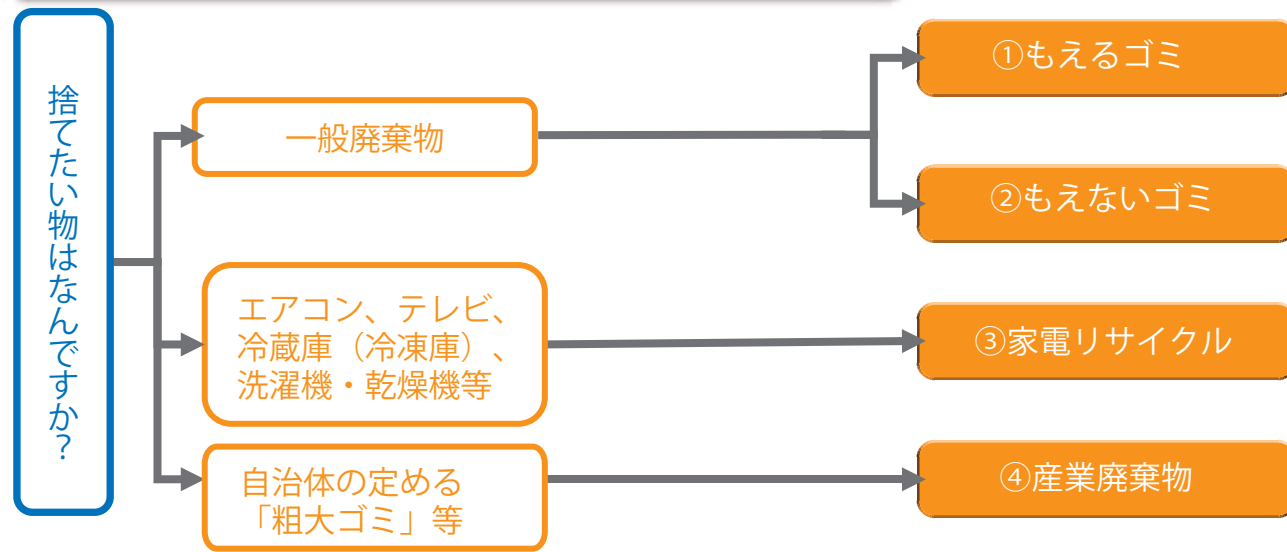 捨てたい物はなんですか？
一般廃棄物
エアコン、テレビ、
冷蔵庫（冷凍庫）、
洗濯機・乾燥機等
自治体の定める
「粗大ゴミ」等
①もえるゴミ
②もえないゴミ
③家電リサイクル
④産業廃棄物